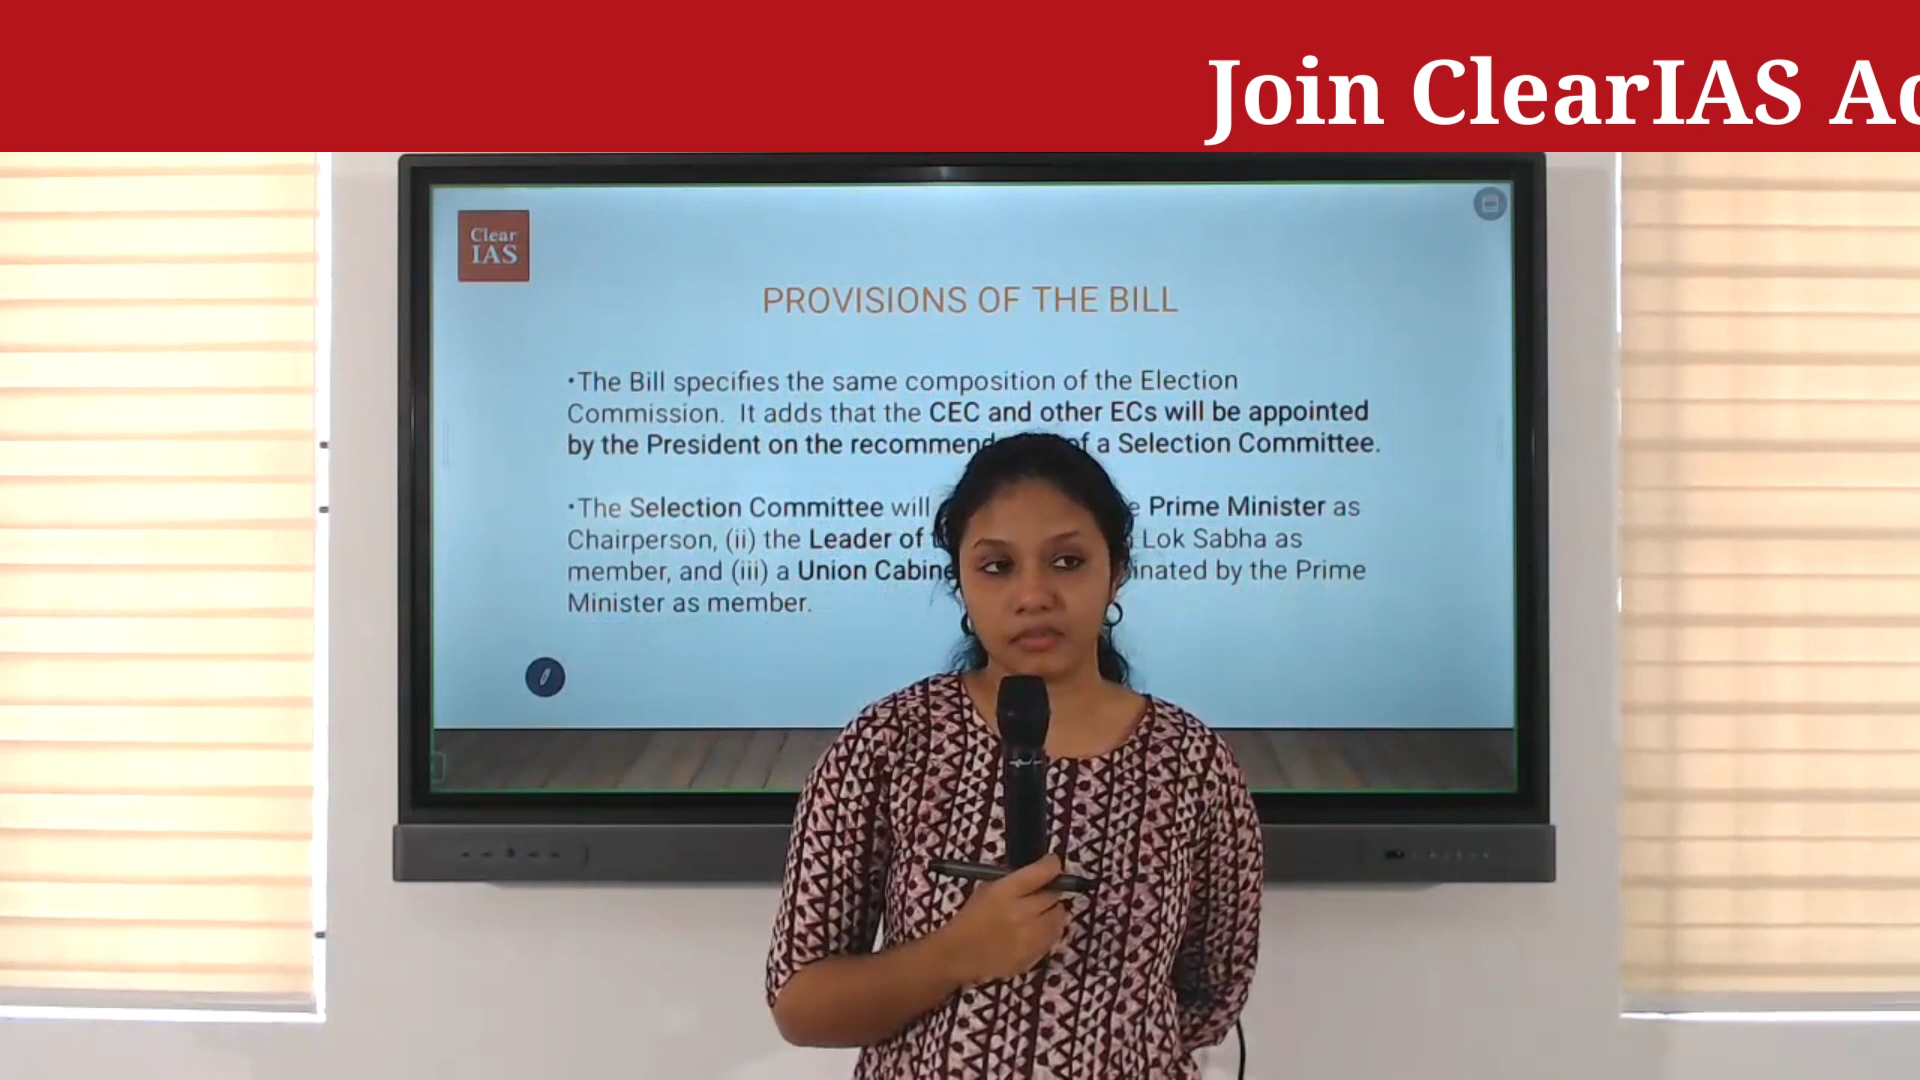 Join ClearIAS Ac
Clear
IAS
PROVISIONS OF THE BILL
•The Bill specifies the same composition of the Election
Commission. It adds that the CEC and other ECs will be appointed
by the President on the recommend of a Selection Committee.
•The Selection Committee will Prime Minister as
Chairperson, (ii) the Leader of Lok Sabha as
member, and (iii) a Union Cabine inated by the Prime
Minister as member.